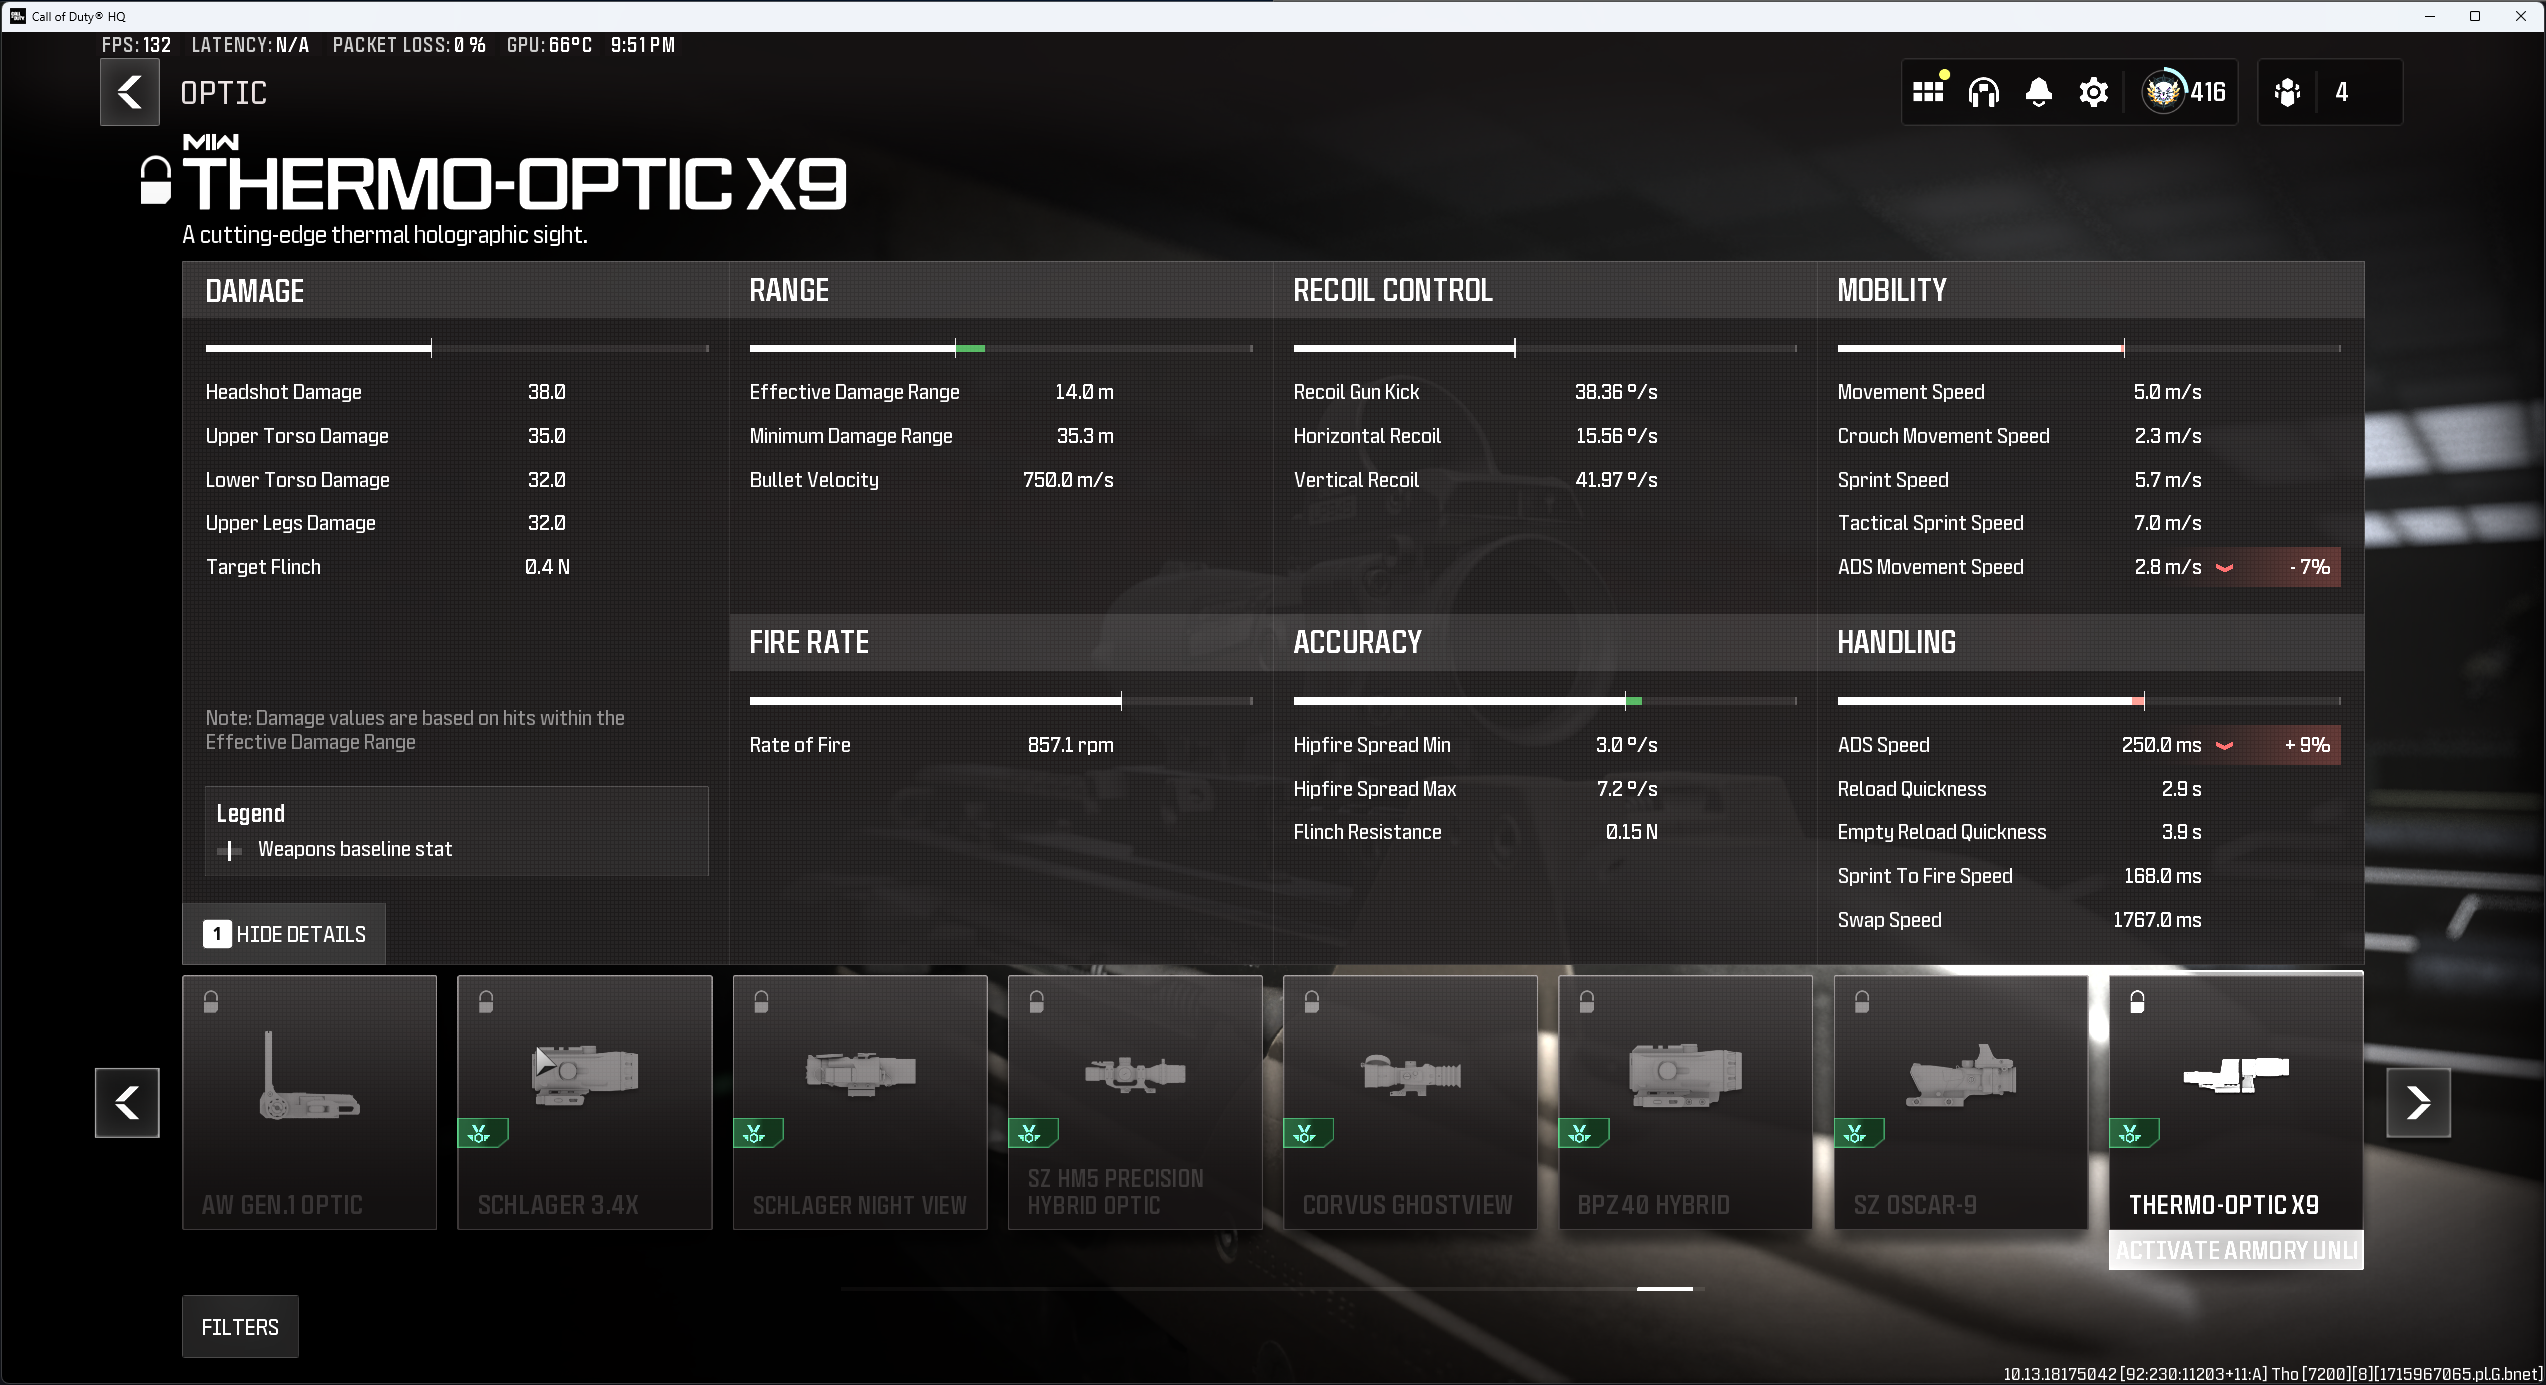 Call of Duty® HQ
FPS: 132 LATENCY: N/A PACKET LOSS: 0 % GPU: 66°C 9:51 PM
OPTIC
416
4
MW
THERMO-OPTIC X9
A cutting-edge thermal holographic sight.
DAMAGE
Headshot Damage 38.0
Upper Torso Damage 35.0
Lower Torso Damage 32.0
Upper Legs Damage 32.0
Target Flinch 0.4 N
Note: Damage values are based on hits within the
Effective Damage Range
Legend
Weapons baseline stat
1 HIDE DETAILS
RANGE
Effective Damage Range 14.0 m
Minimum Damage Range 35.3 m
Bullet Velocity 750.0 m/s
FIRE RATE
Rate of Fire 857.1 rpm
RECOIL CONTROL
Recoil Gun Kick 38.36 º/s
Horizontal Recoil 15.56 º/s
Vertical Recoil 41.97 º/s
ACCURACY
Hipfire Spread Min 3.0 º/s
Hipfire Spread Max 7.2 º/s
Flinch Resistance 0.15 N
MOBILITY
Movement Speed 5.0 m/s
Crouch Movement Speed 2.3 m/s
Sprint Speed 5.7 m/s
Tactical Sprint Speed 7.0 m/s
ADS Movement Speed 2.8 m/s - 7%
HANDLING
ADS Speed 250.0 ms + 9%
Reload Quickness 2.9 s
Empty Reload Quickness 3.9 s
Sprint To Fire Speed 168.0 ms
Swap Speed 1767.0 ms
AW GEN.1 OPTIC
SCHLAGER 3.4X
SCHLAGER NIGHT VIEW
SZ HM5 PRECISION
HYBRID OPTIC
CORVUS GHOSTVIEW
BPZ40 HYBRID
SZ OSCAR-9
THERMO-OPTIC X9
ACTIVATE ARMORY UNL
FILTERS
10.13.18175042 [92:230:11203+11:A] Tho [7200][8][1715967065.pl.G.bnet]